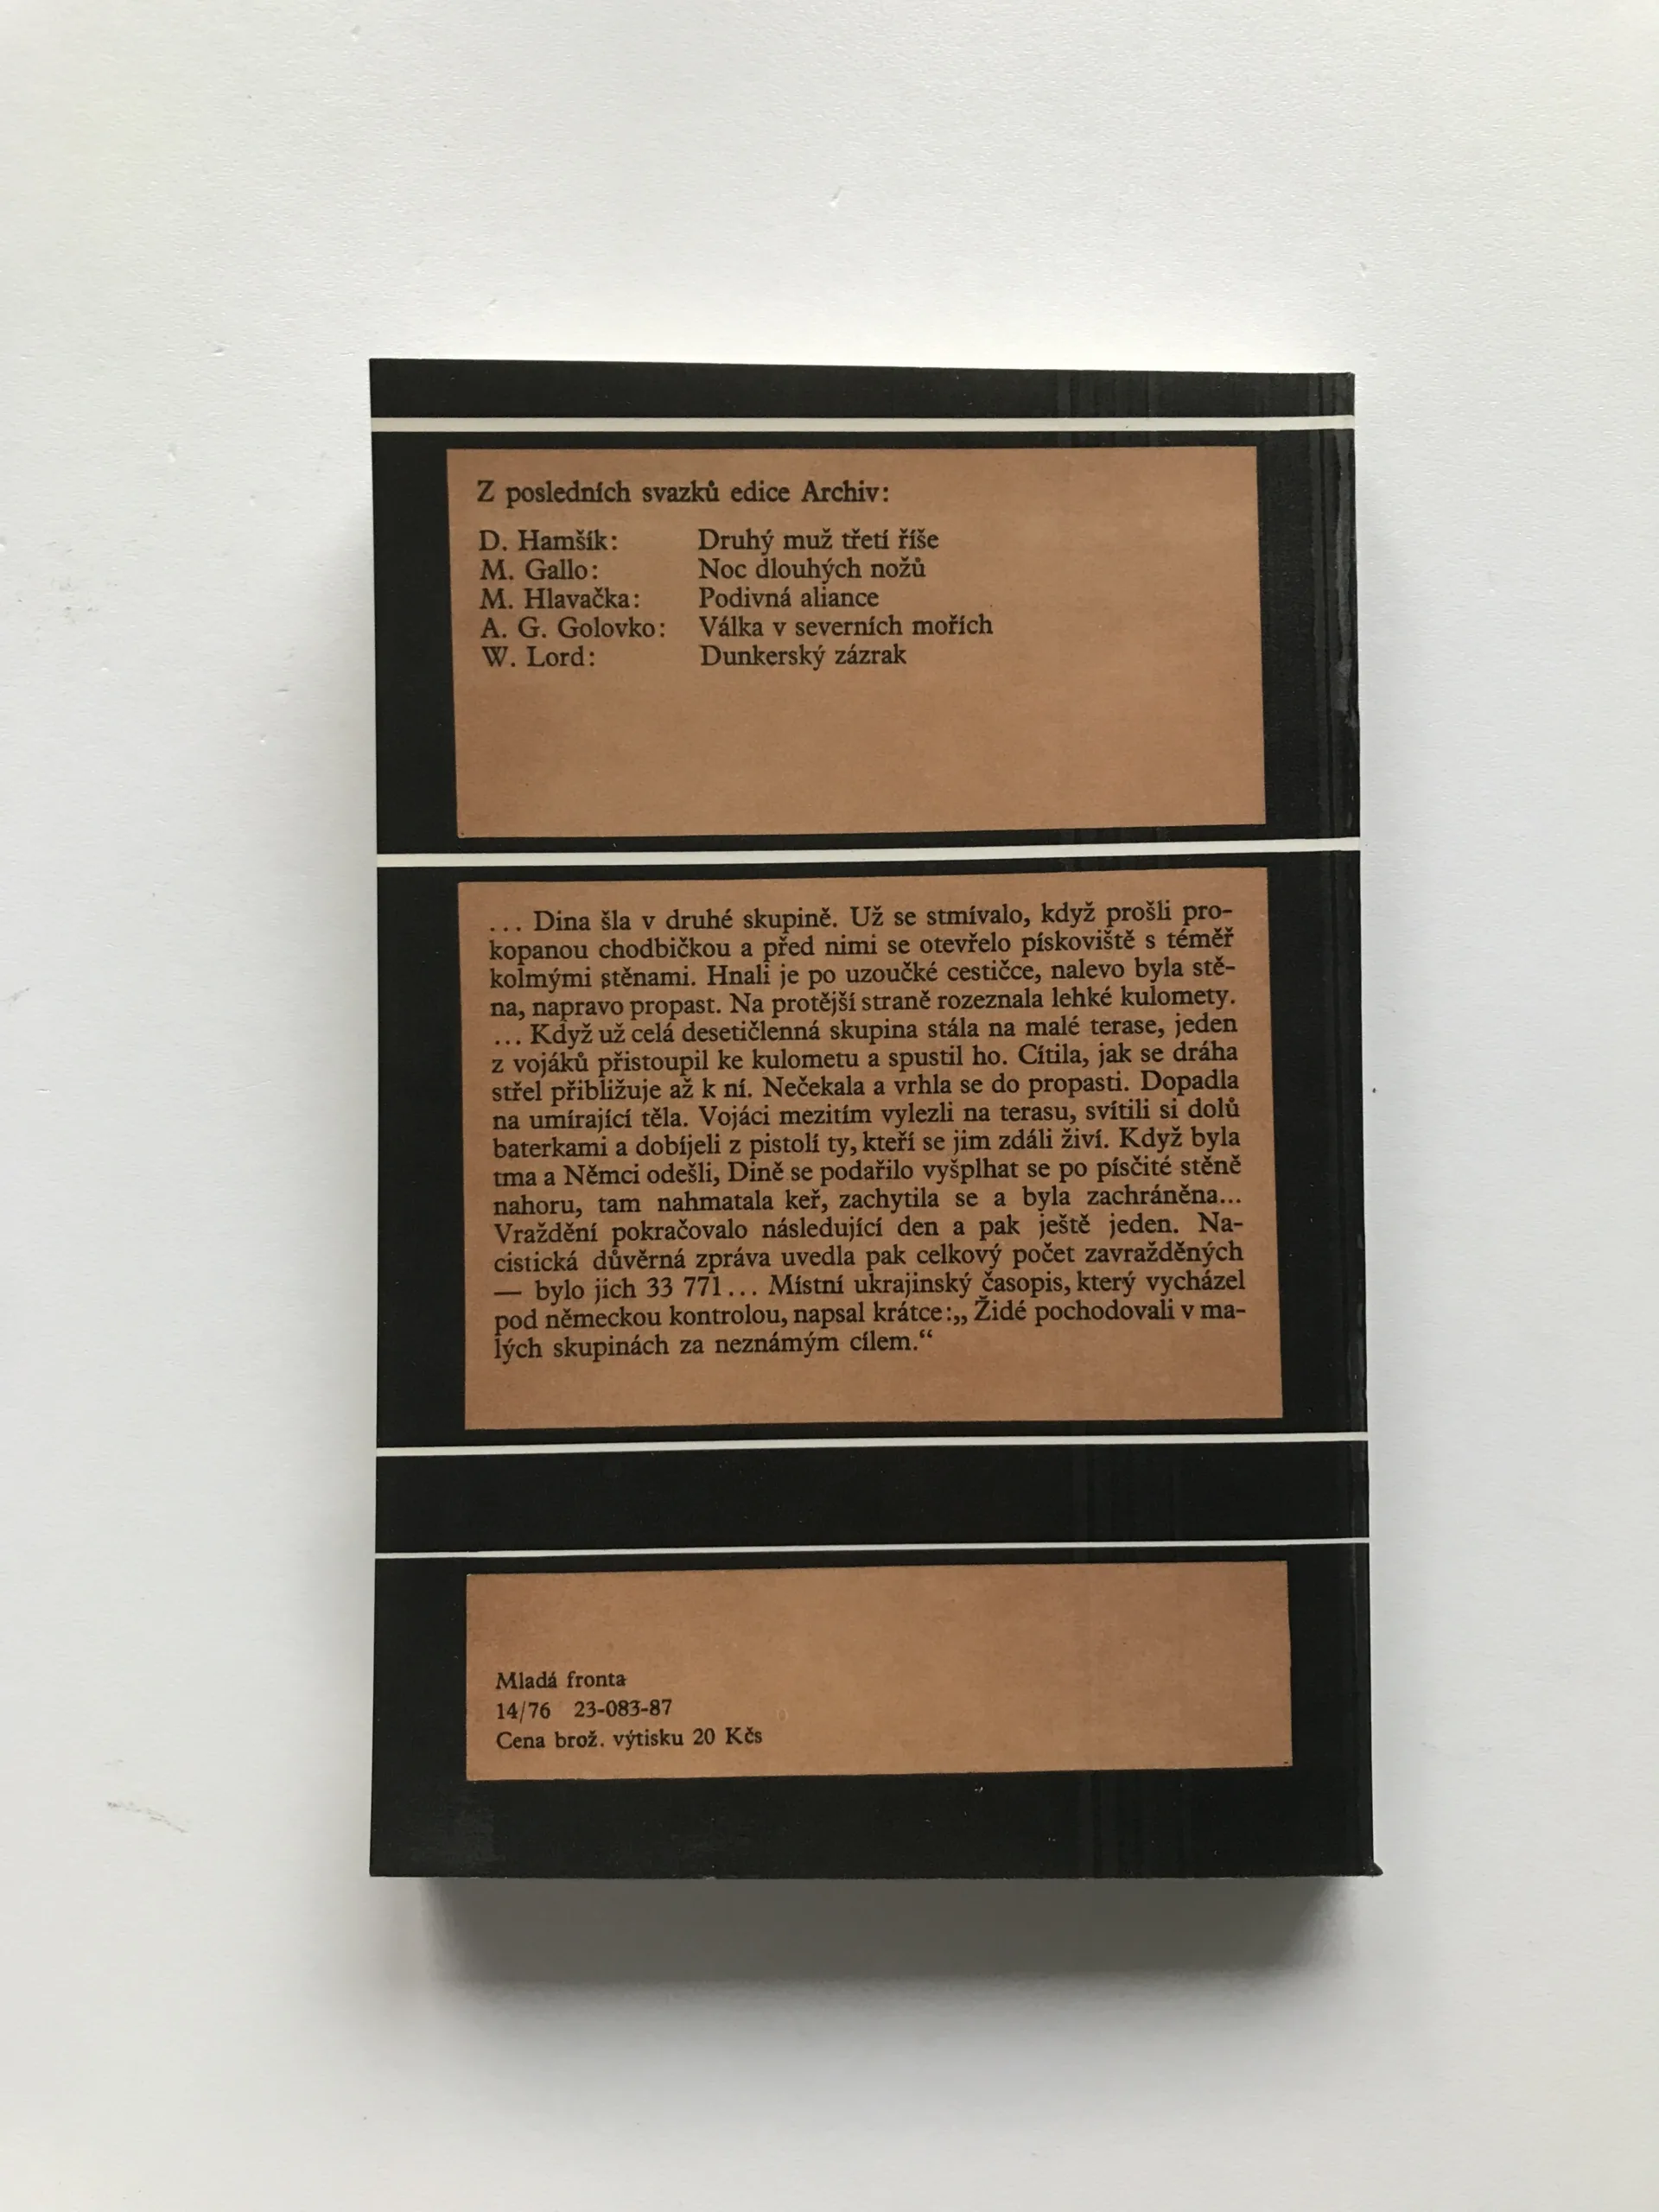 Z posledních svazků edice Archiv:
D. Hamšík: Druhý muž třetí říše
M. Gallo: Noc dlouhých nožů
M. Hlavačka: Podivná aliance
A. G. Golovko: Válka v severních mořích
W. Lord: Dunkerský zázrak
... Dina šla v druhé skupině. Už se stmívalo, když prošli pro-
kopanou chodbičkou a před nimi se otevřelo pískoviště s téměř
kolmými stěnami. Hnali je po uzoučké cestičce, nalevo byla stě-
na, napravo propast. Na protější straně rozeznala lehké kulomety.
... Když už celá desetičlenná skupina stála na malé terase, jeden
z vojáků přistoupil ke kulometu a spustil ho. Cítila, jak se dráha
střel přibližuje až k ní. Nečekala a vrhla se do propasti. Dopadla
na umírající těla. Vojáci mezitím vylezli na terasu, svítili si dolů
baterkami a dobíjeli z pistolí ty, kteří se jim zdáli živí. Když byla
tma a Němci odešli, Dině se podařilo vyšplhat se po písčité stěně
nahoru, tam nahmatala keř, zachytila se a byla zachráněna...
Vraždění pokračovalo následující den a pak ještě jeden. Na-
cistická důvěrná zpráva uvedla pak celkový počet zavražděných
— bylo jich 33 771... Místní ukrajinský časopis, který vycházel
pod německou kontrolou, napsal krátce:„ Židé pochodovali v ma-
lých skupinách za neznámým cílem.“
Mladá fronta
14/76 23-083-87
Cena brož. výtisku 20 Kčs